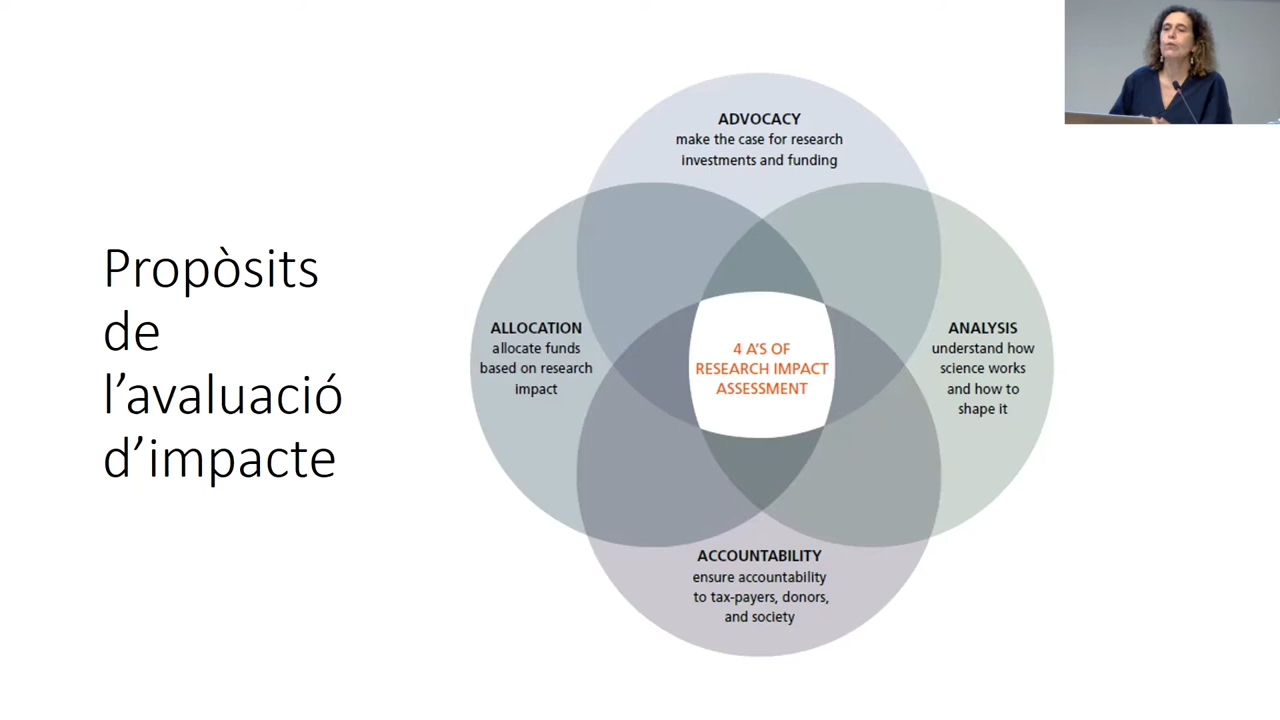 Propòsits
de
l’avaluació
d’impacte
ADVOCACY
make the case for research
investments and funding
ALLOCATION
allocate funds
based on research
impact
4 A’S OF
RESEARCH IMPACT
ASSESSMENT
ANALYSIS
understand how
science works
and how to
shape it
ACCOUNTABILITY
ensure accountability
to tax-payers, donors,
and society